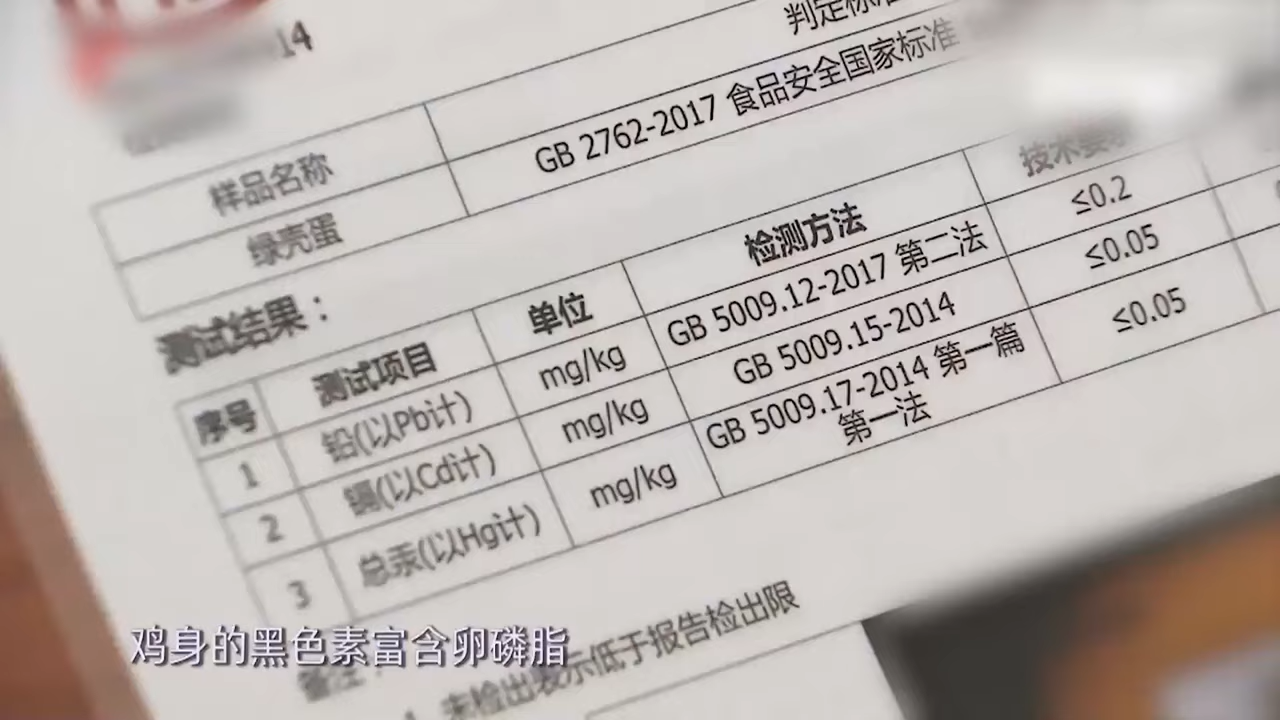 14
判定标准
样品名称
GB 2762-2017 食品安全国家标准
绿壳蛋
测试结果：
序号 测试项目 单位 检测方法 技术要求
1 铅(以Pb计) mg/kg GB 5009.12-2017 第二法 ≤0.2
2 镉(以Cd计) mg/kg GB 5009.15-2014 ≤0.05
3 总汞(以Hg计) mg/kg GB 5009.17-2014 第一篇 ≤0.05
第一法
备注：
1 未检出表示低于报告检出限
鸡身的黑色素富含卵磷脂